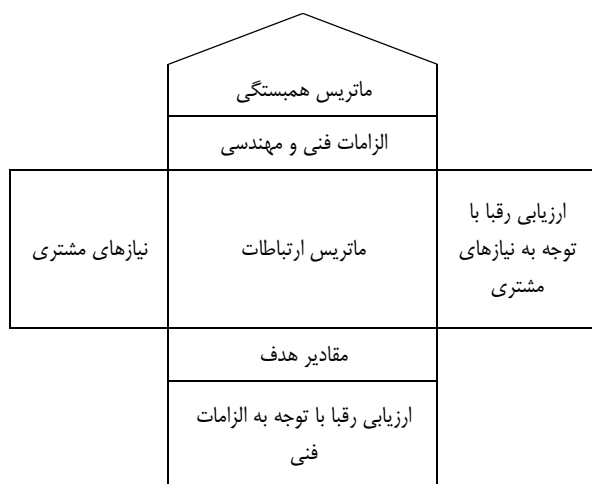 ماتریس همبستگی
الزامات فنی و مهندسی
ارزیابی رقبا با
توجه به نیازهای
مشتری
ماتریس ارتباطات
نیازهای مشتری
مقادیر هدف
ارزیابی رقبا با توجه به الزامات
فنی